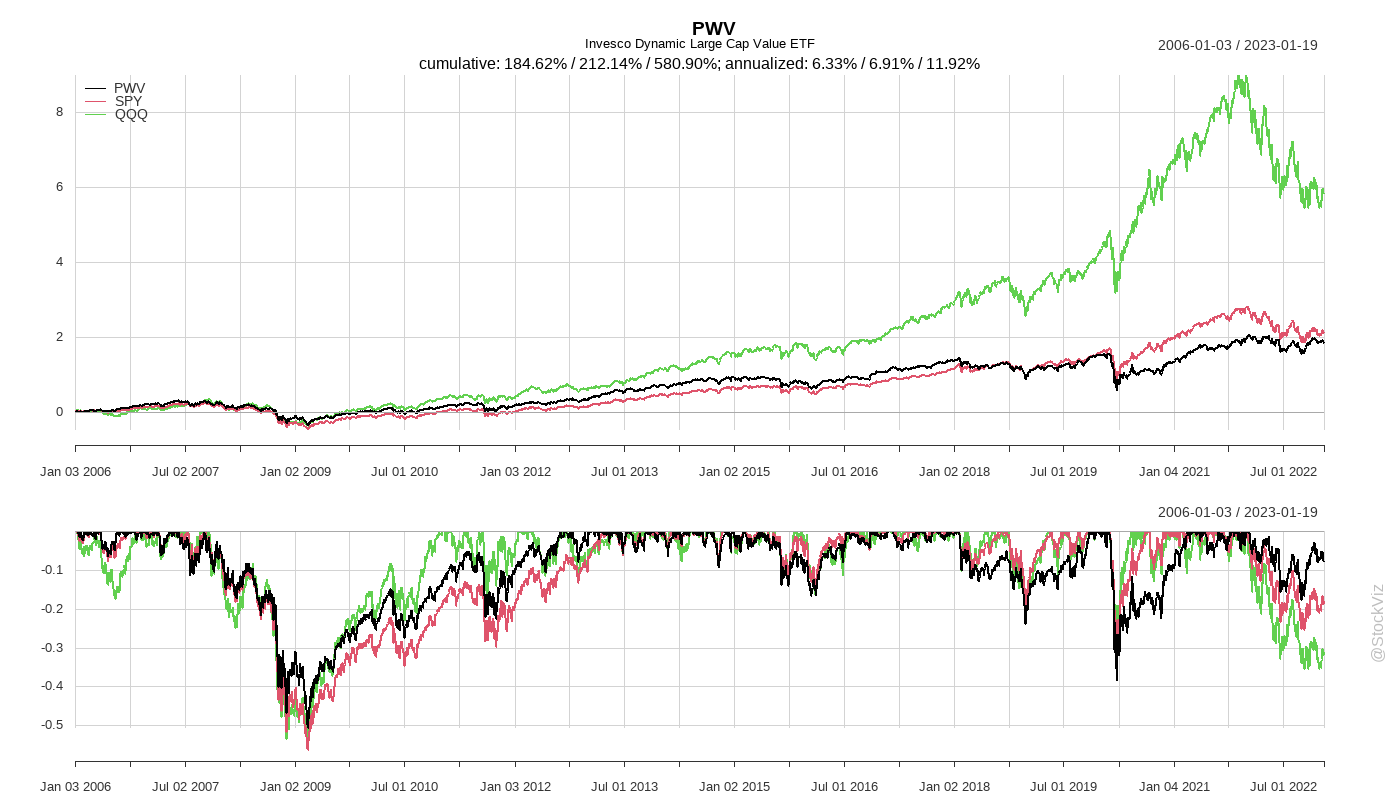 PWV
Invesco Dynamic Large Cap Value ETF
2006-01-03 / 2023-01-19
cumulative: 184.62% / 212.14% / 580.90%; annualized: 6.33% / 6.91% / 11.92%
PWV
SPY
QQQ
8
6
4
2
0
Jan 03 2006 Jul 02 2007 Jan 02 2009 Jul 01 2010 Jan 03 2012 Jul 01 2013 Jan 02 2015 Jul 01 2016 Jan 02 2018 Jul 01 2019 Jan 04 2021 Jul 01 2022
2006-01-03 / 2023-01-19
-0.1
-0.2
-0.3
-0.4
-0.5
Jan 03 2006 Jul 02 2007 Jan 02 2009 Jul 01 2010 Jan 03 2012 Jul 01 2013 Jan 02 2015 Jul 01 2016 Jan 02 2018 Jul 01 2019 Jan 04 2021 Jul 01 2022
@StockViz